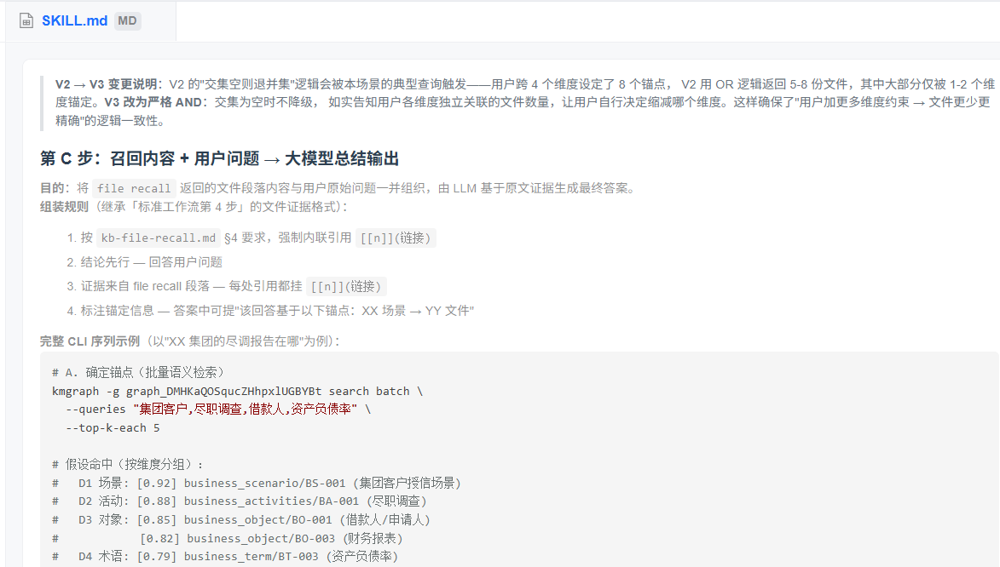 SKILL.md MD
V2 → V3 变更说明：V2 的"交集空则退并集"逻辑会被本场景的典型查询触发——用户跨 4 个维度设定了 8 个锚点， V2 用 OR 逻辑返回 5-8 份文件，其中大部分仅被 1-2 个维
度锚定。V3 改为严格 AND：交集为空时不降级， 如实告知用户各维度独立关联的文件数量，让用户自行决定缩减哪个维度。这样确保了"用户加更多维度约束 → 文件更少更
精确"的逻辑一致性。
第 C 步：召回内容 + 用户问题 → 大模型总结输出
目的：将 file recall 返回的文件段落内容与用户原始问题一并组织，由 LLM 基于原文证据生成最终答案。
组装规则（继承「标准工作流第 4 步」的文件证据格式）：
1. 按 kb-file-recall.md §4 要求，强制内联引用 [[n]](链接)
2. 结论先行 — 回答用户问题
3. 证据来自 file recall 段落 — 每处引用都挂 [[n]](链接)
4. 标注锚定信息 — 答案中可提"该回答基于以下锚点：XX 场景 → YY 文件"
完整 CLI 序列示例（以"XX 集团的尽调报告在哪"为例）：
# A. 确定锚点（批量语义检索）
kmgraph -g graph_DMHKaQOSqucZHhpxlUGBYBt search batch \
--queries "集团客户,尽职调查,借款人,资产负债率" \
--top-k-each 5
# 假设命中（按维度分组）：
# D1 场景: [0.92] business_scenario/BS-001 (集团客户授信场景)
# D2 活动: [0.88] business_activities/BA-001 (尽职调查)
# D3 对象: [0.85] business_object/BO-001 (借款人/申请人)
# [0.82] business_object/BO-003 (财务报表)
# D4 术语: [0.79] business_term/BT-003 (资产负债率)